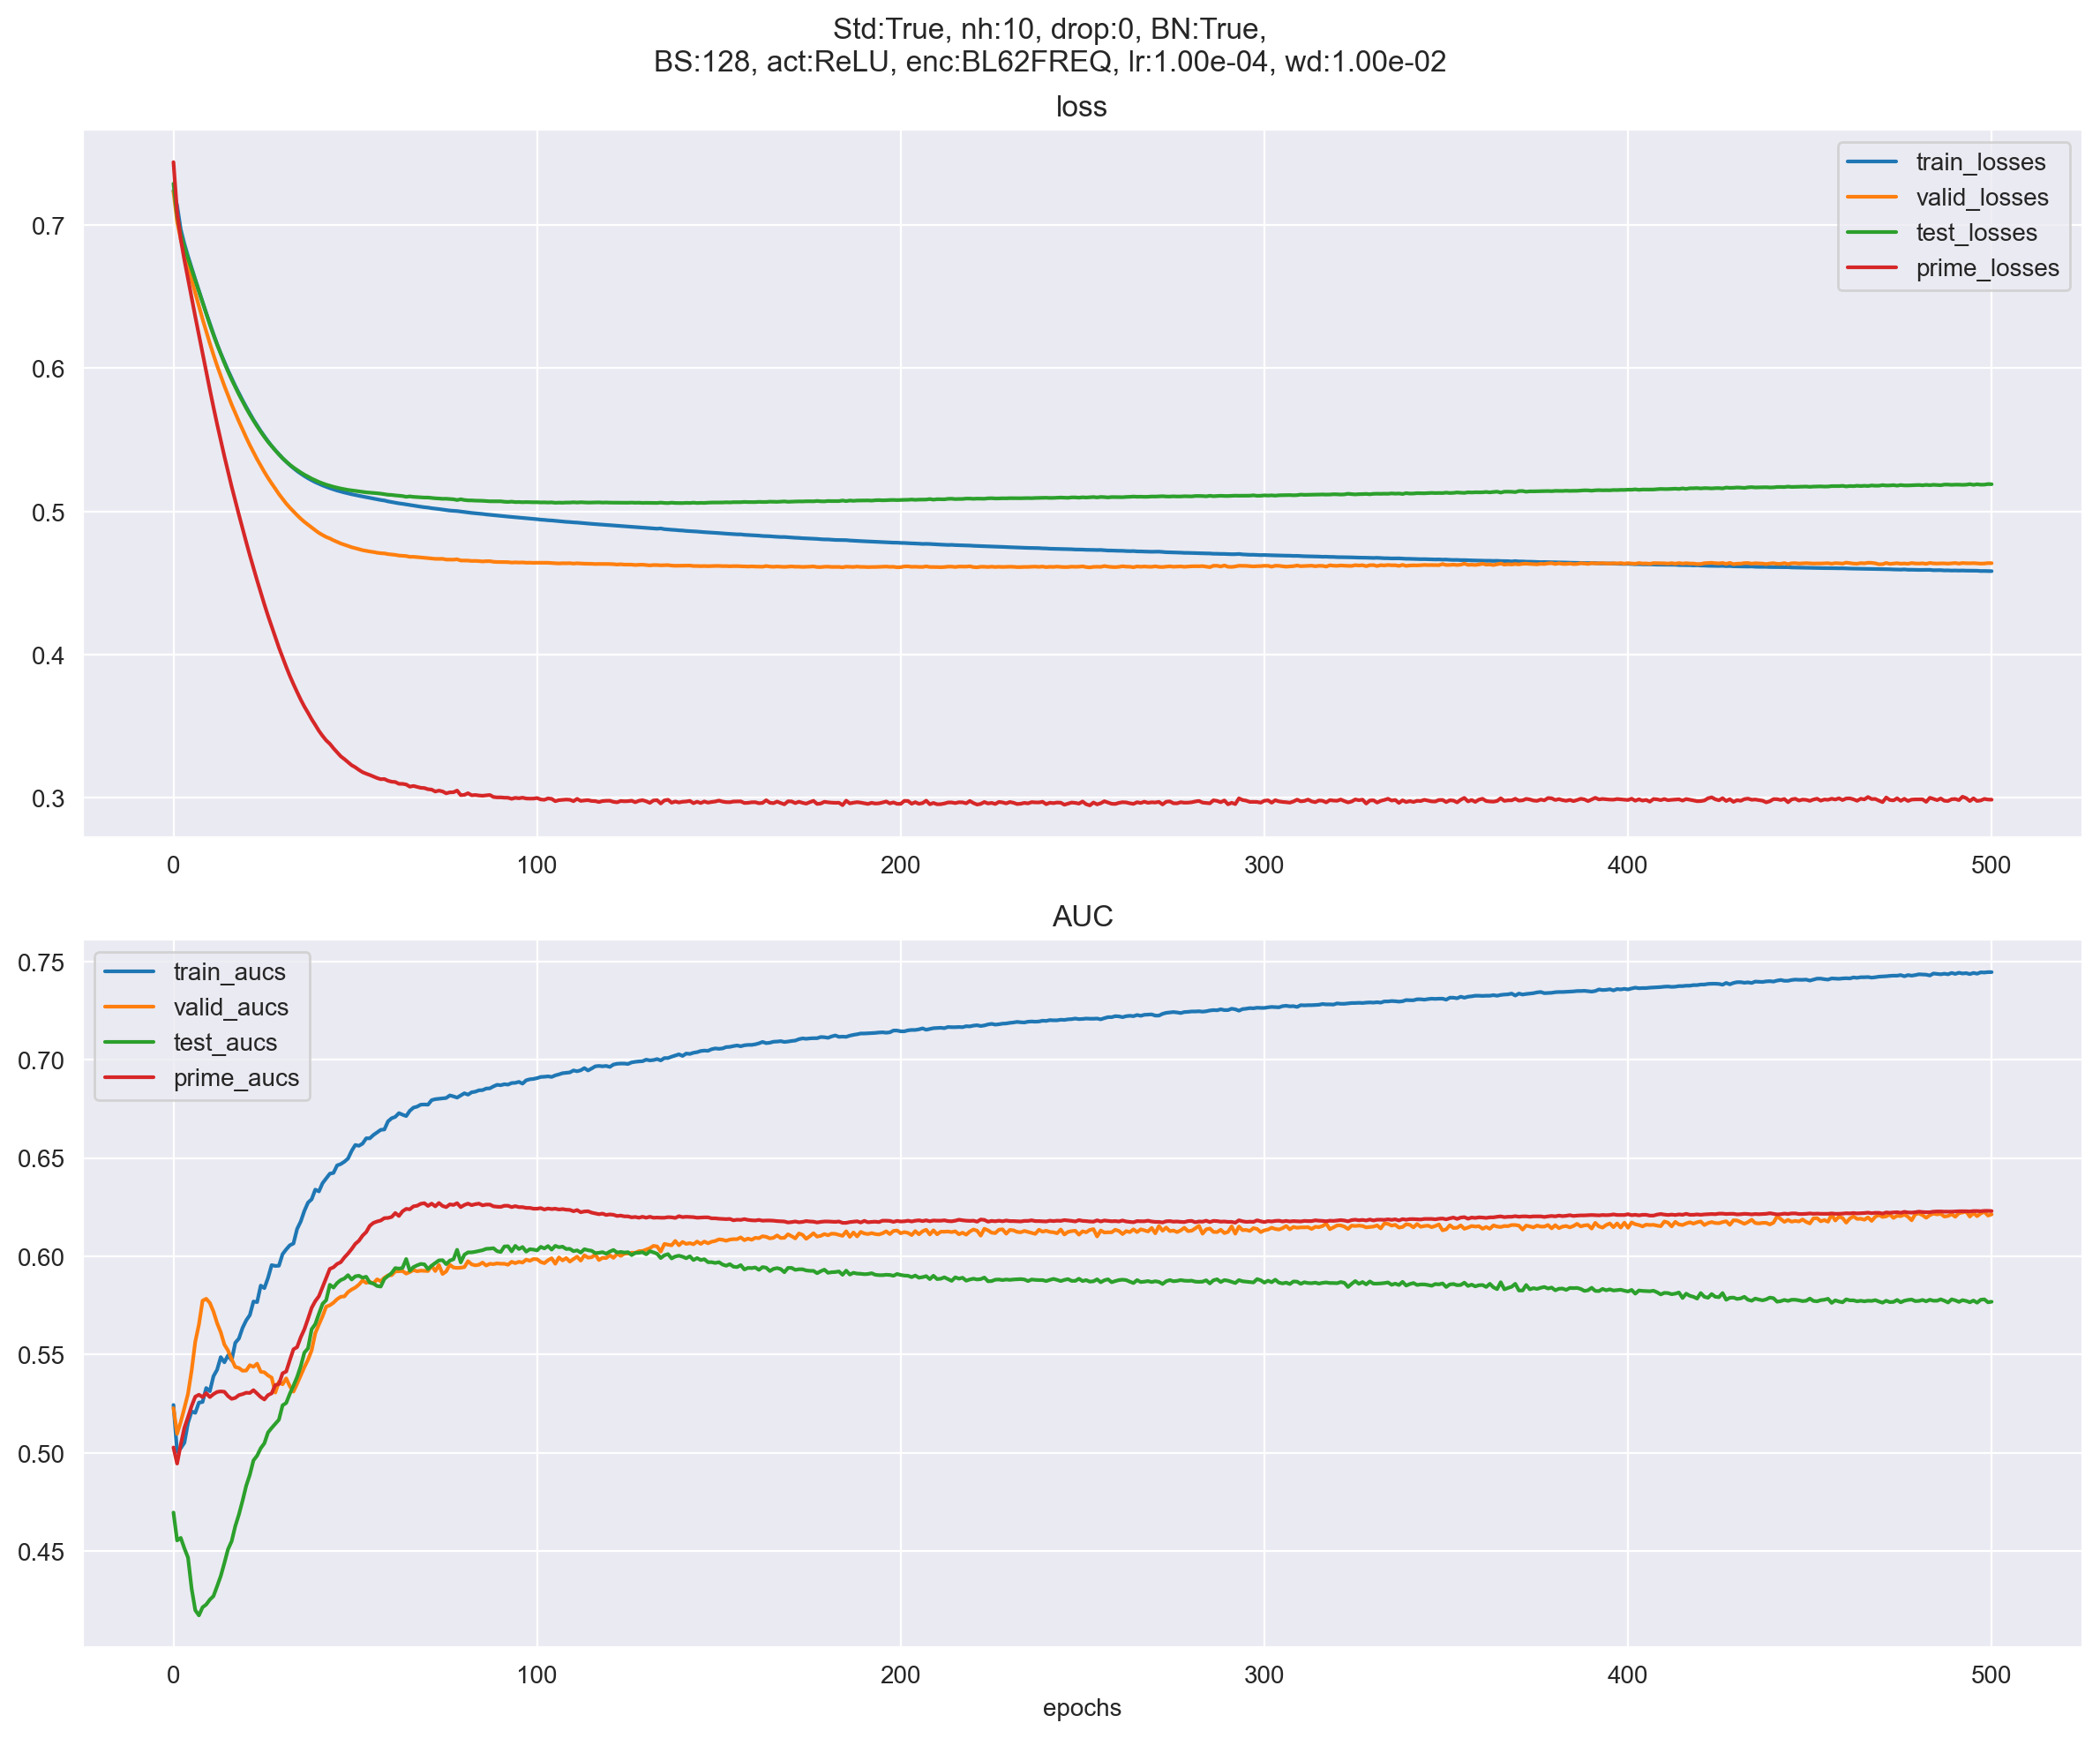 Std:True, nh:10, drop:0, BN:True,
BS:128, act:ReLU, enc:BL62FREQ, lr:1.00e-04, wd:1.00e-02
loss
train_losses
valid_losses
test_losses
prime_losses
0.7
0.6
0.5
0.4
0.3
0 100 200 300 400 500
AUC
train_aucs
valid_aucs
test_aucs
prime_aucs
0.75
0.70
0.65
0.60
0.55
0.50
0.45
0 100 200 300 400 500
epochs